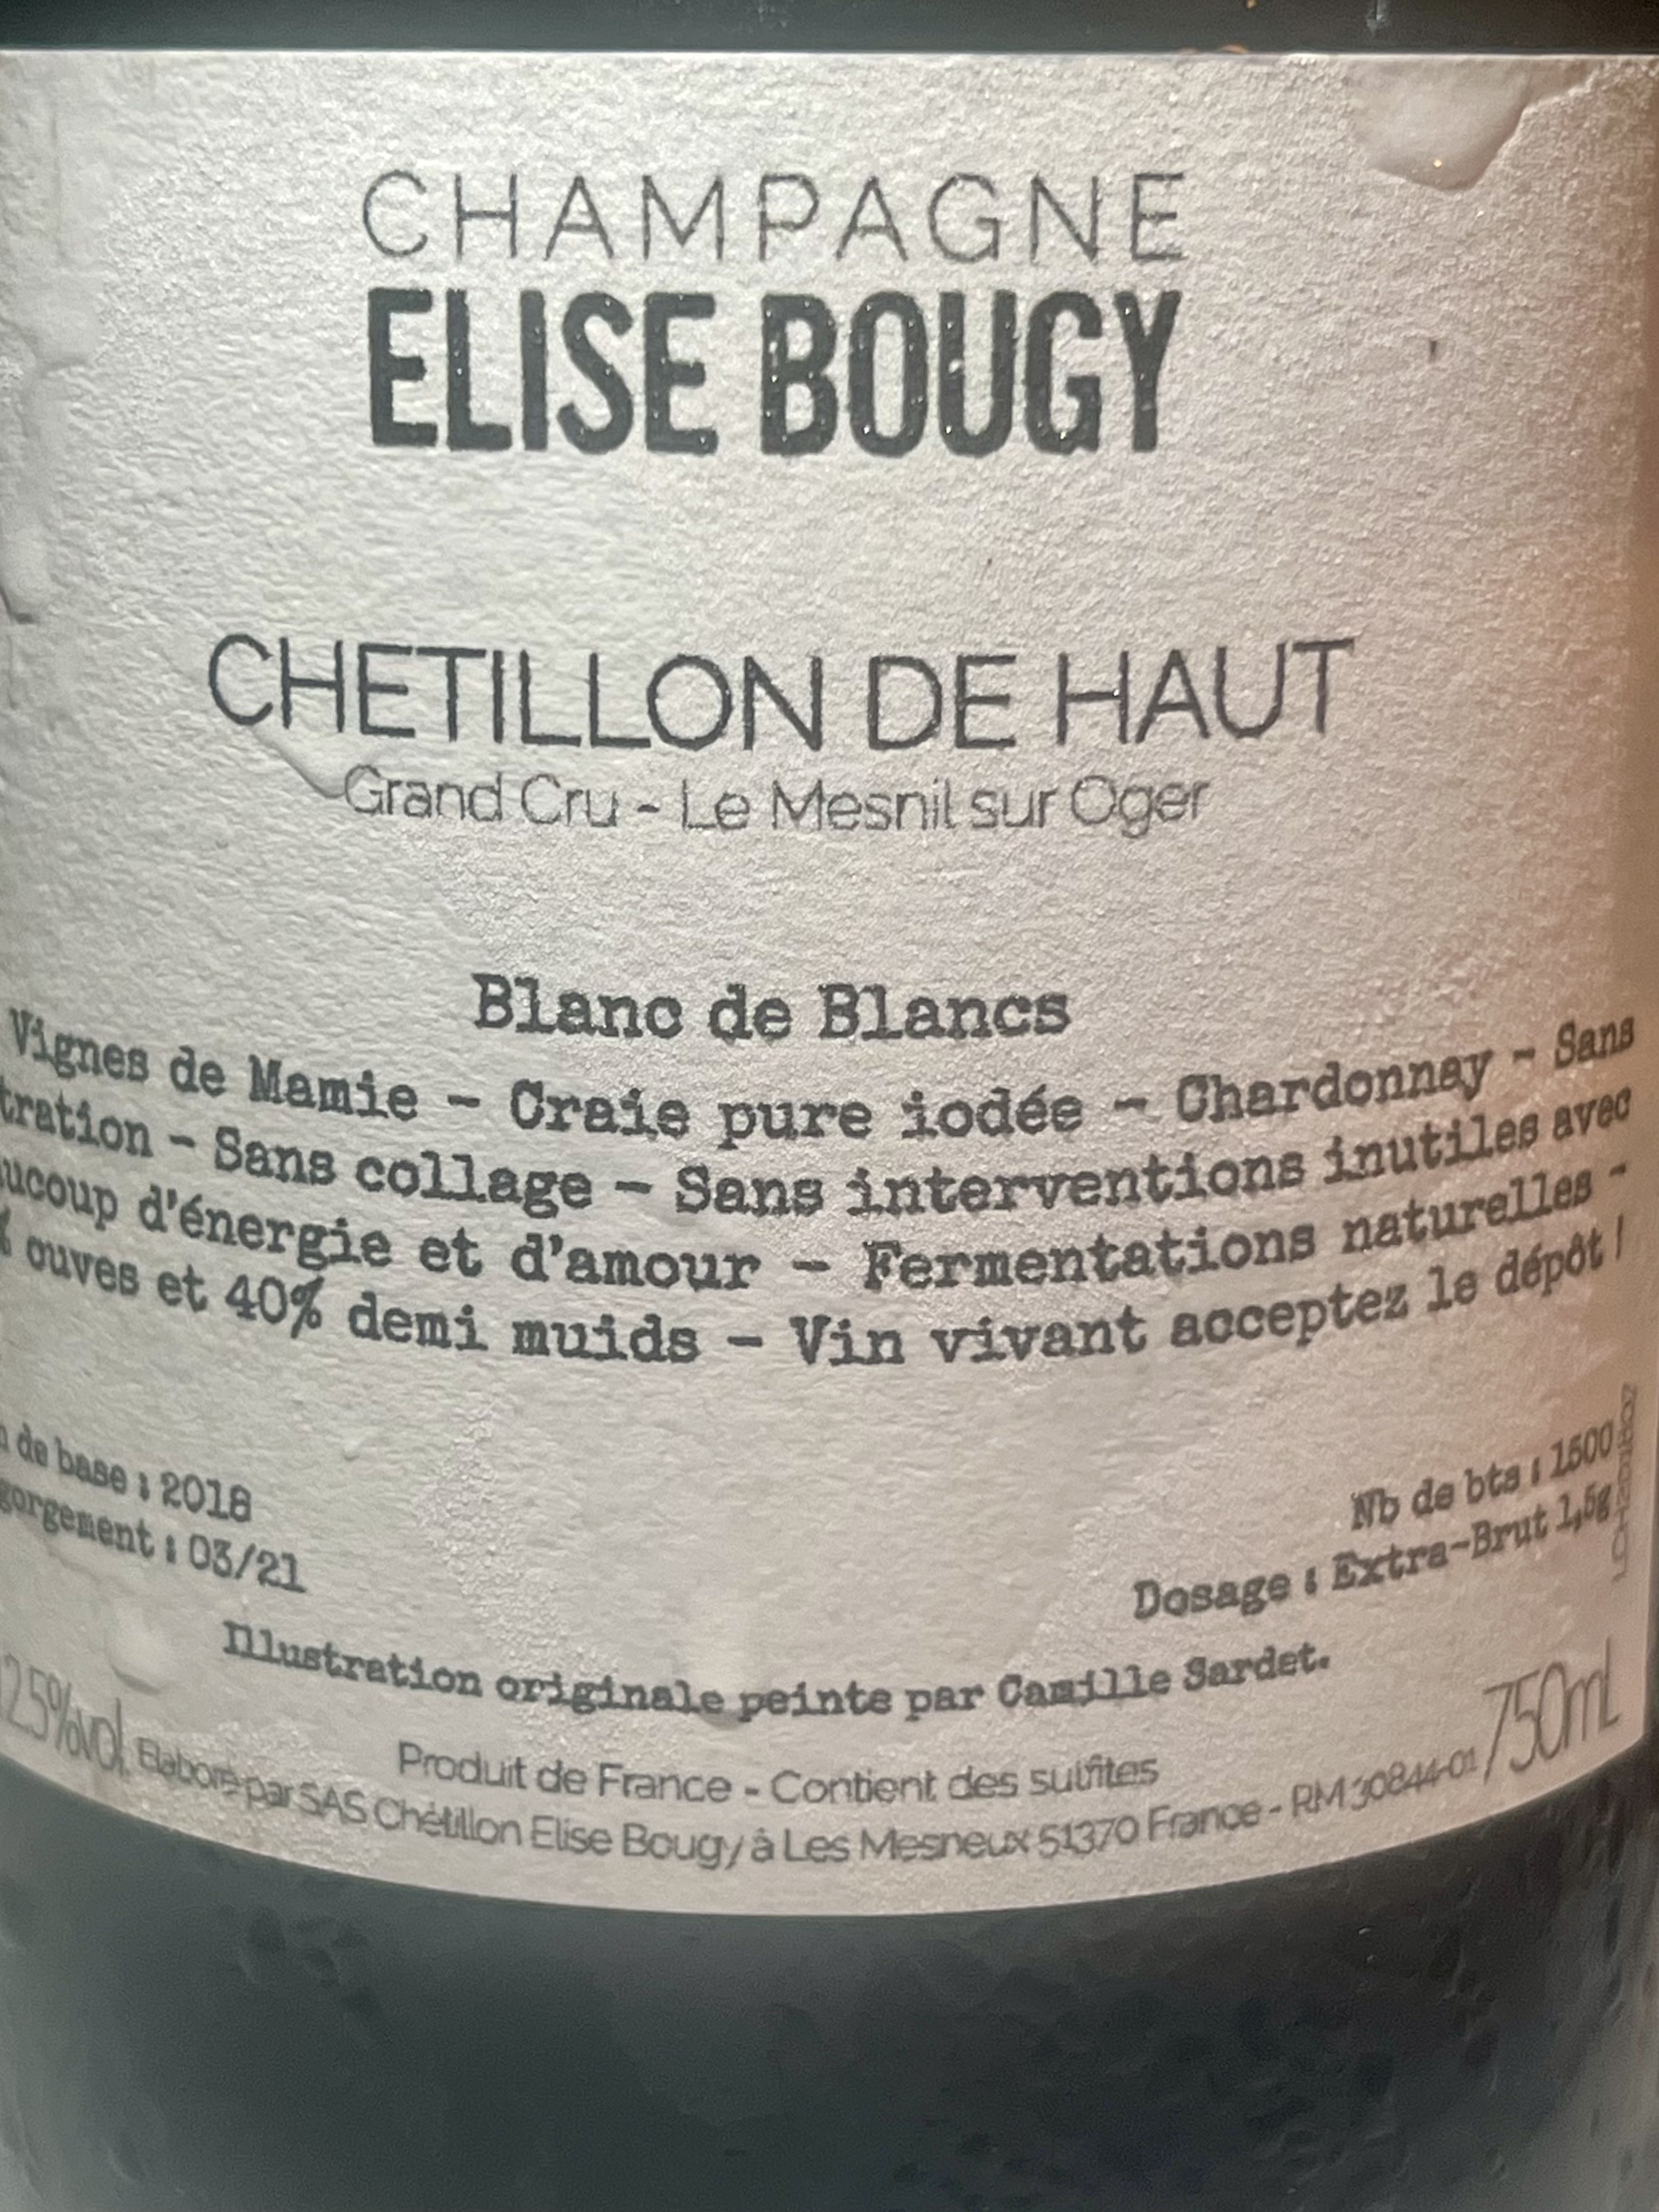 CHAMPAGNE
ELISE BOUGY
CHETILLON DE HAUT
Grand Cru - Le Mesnil sur Oger
Blanc de Blancs
Vignes de Mamie - Craie pure iodée - Chardonnay - Sans
tration - Sans collage - Sans interventions inutiles avec
ucoup d'énergie et d'amour - Fermentations naturelles -
% cuves et 40% demi muids - Vin vivant acceptez le dépôt !
de base : 2018
gorgement : 03/21
Nb de bts : 1500
Dosage : Extra-Brut 1,5g
Illustration originale peinte par Camille Sardet.
Produit de France - Contient des sulfites
12.5%vol. Elaboré par SAS Chétillon Elise Bougy à Les Mesneux 51370 France - RM 30844-01 750mL